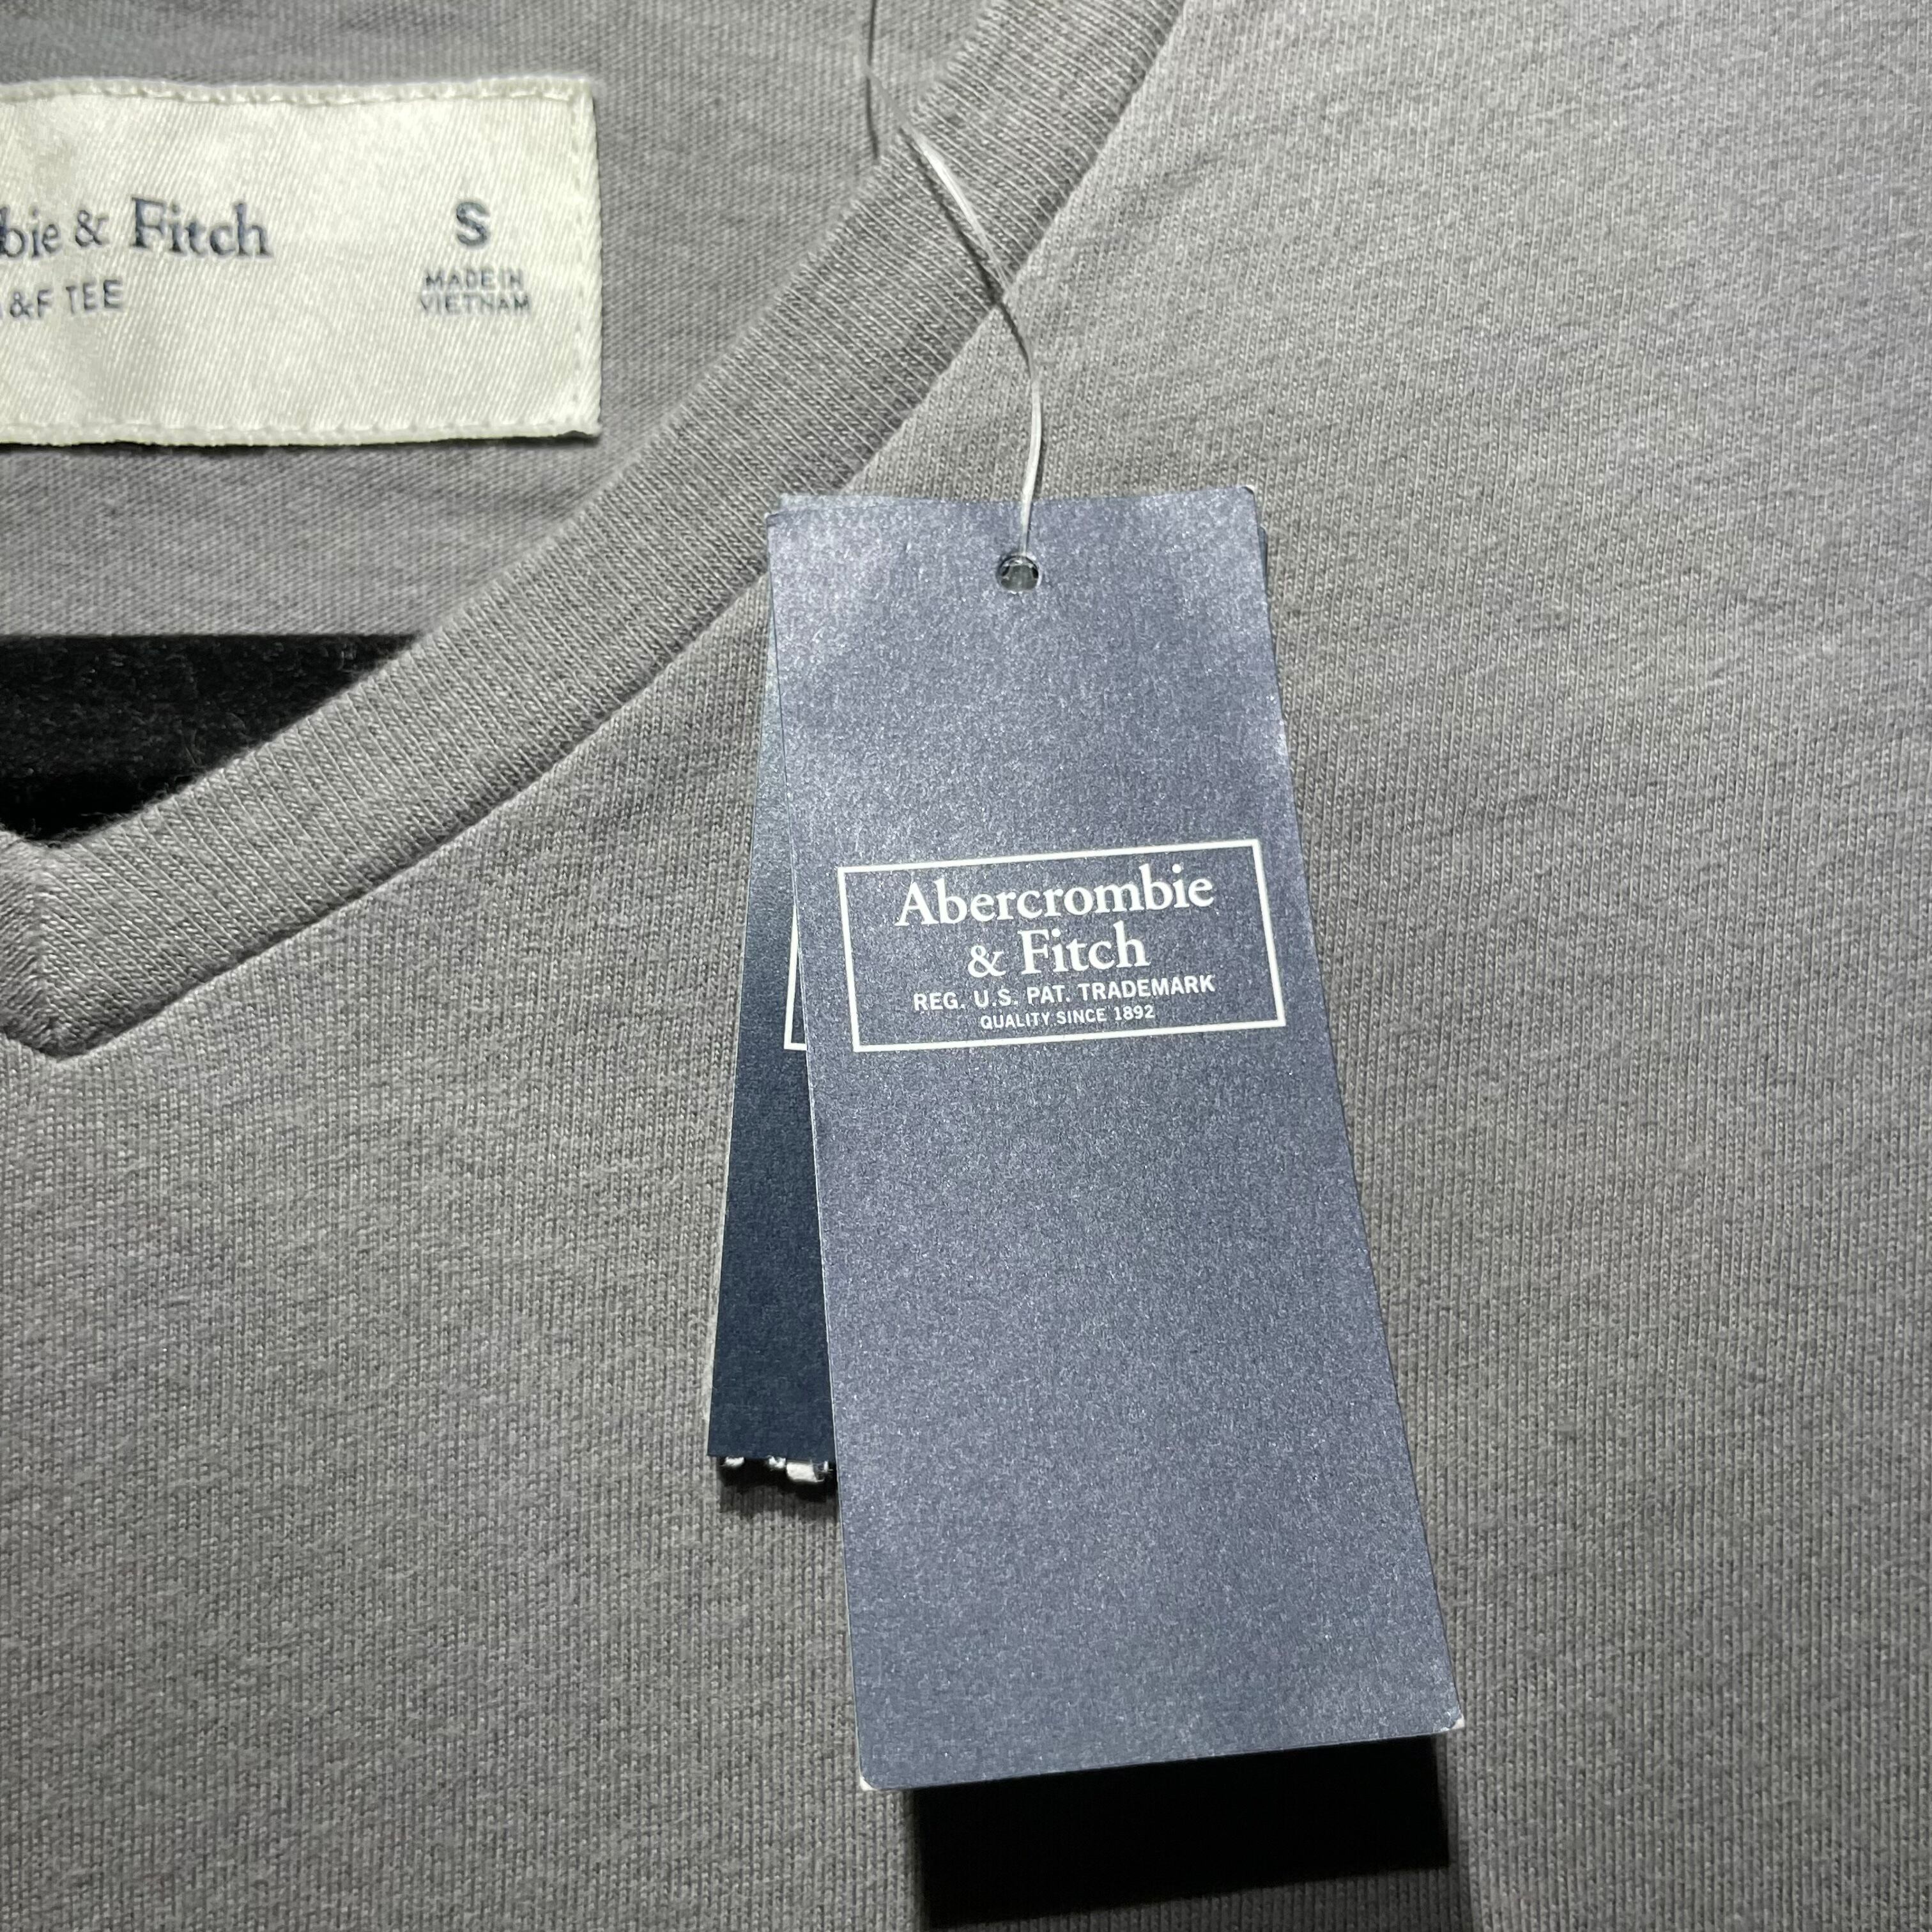 bie & Fitch
&F TEE
S
MADE IN
VIETNAM
Abercrombie
& Fitch
REG. U.S. PAT. TRADEMARK
QUALITY SINCE 1892